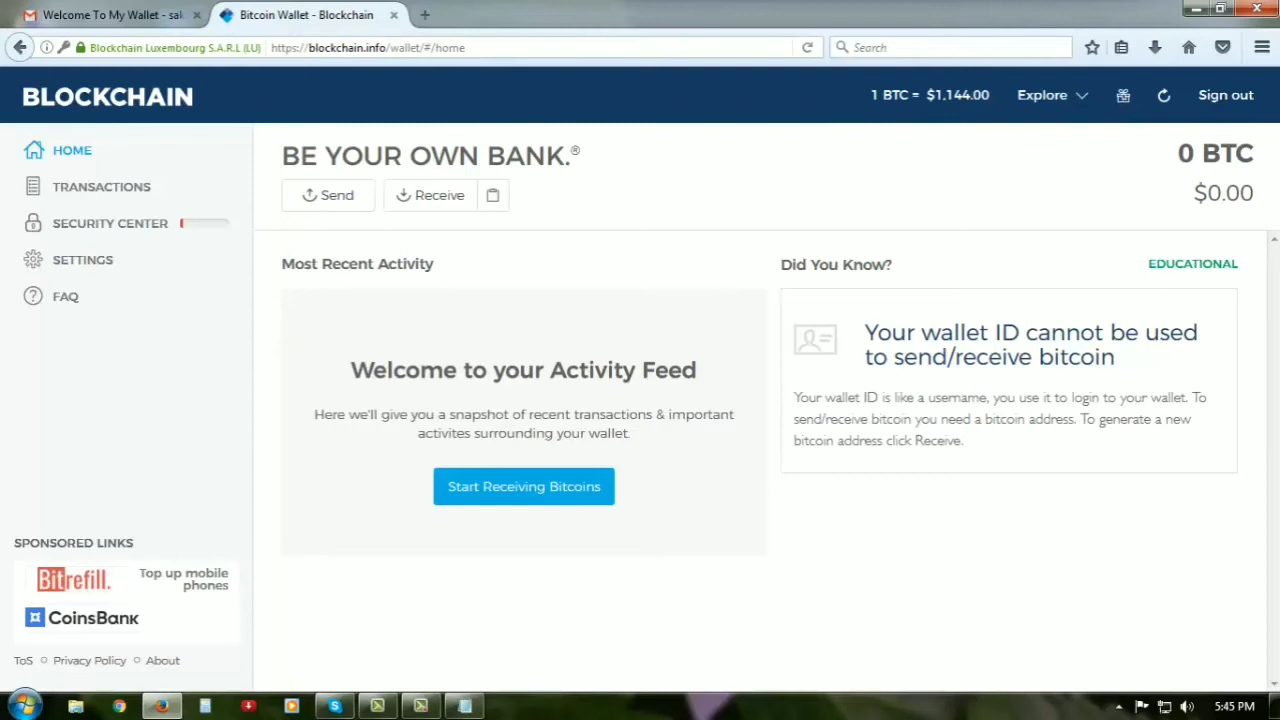 Welcome To My Wallet - sak
Bitcoin Wallet - Blockchain
Blockchain Luxembourg S.A.R.L (LU)
https://blockchain.info/wallet/#/home
Search
BLOCKCHAIN
1 BTC = $1,144.00
Explore
Sign out
HOME
TRANSACTIONS
SECURITY CENTER
SETTINGS
FAQ
BE YOUR OWN BANK.®
Send
Receive
0 BTC
$0.00
Most Recent Activity
Welcome to your Activity Feed
Here we'll give you a snapshot of recent transactions & important
activites surrounding your wallet.
Start Receiving Bitcoins
Did You Know?
EDUCATIONAL
Your wallet ID cannot be used
to send/receive bitcoin
Your wallet ID is like a username, you use it to login to your wallet. To
send/receive bitcoin you need a bitcoin address. To generate a new
bitcoin address click Receive.
SPONSORED LINKS
Bitrefill.
Top up mobile
phones
CoinsBank
ToS
Privacy Policy
About
5:45 PM